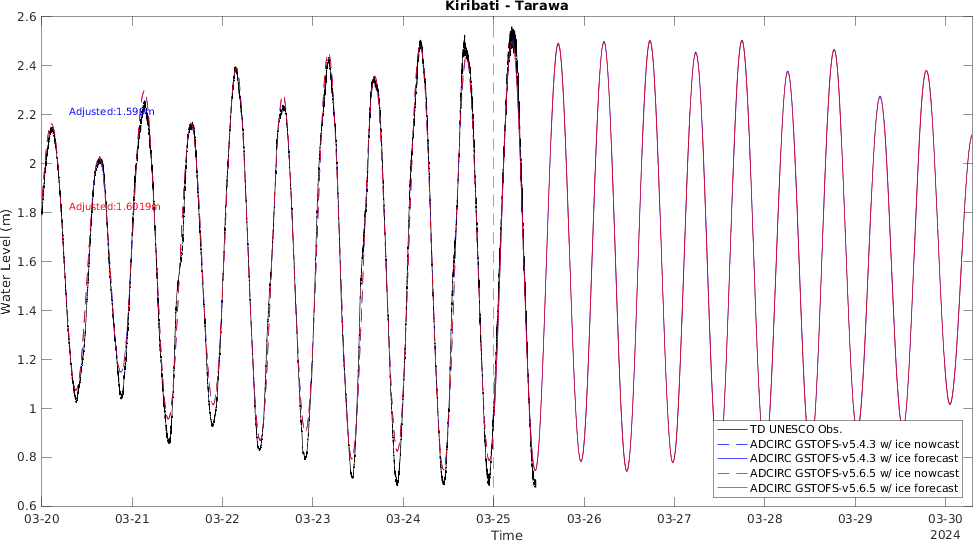 Kiribati - Tarawa
Water Level (m)
2.6
2.4
2.2
2
1.8
1.6
1.4
1.2
1
0.8
0.6
Adjusted:
Adjusted:1.6019m
TD UNESCO Obs.
ADCIRC GSTOFS-v5.4.3 w/ ice nowcast
ADCIRC GSTOFS-v5.4.3 w/ ice forecast
ADCIRC GSTOFS-v5.6.5 w/ ice nowcast
ADCIRC GSTOFS-v5.6.5 w/ ice forecast
03-20 03-21 03-22 03-23 03-24 03-25 03-26 03-27 03-28 03-29 03-30
Time
2024